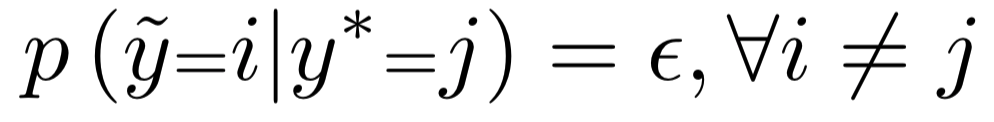 p (ỹ=i|y*=j) = ϵ, ∀i ≠ j